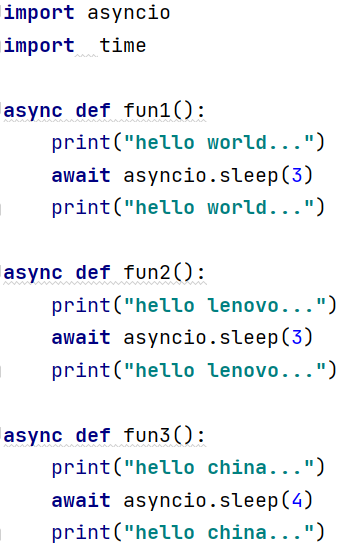 import asyncio
import  time
async def fun1():
    print("hello world...")
    await asyncio.sleep(3)
    print("hello world...")
async def fun2():
    print("hello lenovo...")
    await asyncio.sleep(3)
    print("hello lenovo...")
async def fun3():
    print("hello china...")
    await asyncio.sleep(4)
    print("hello china...")